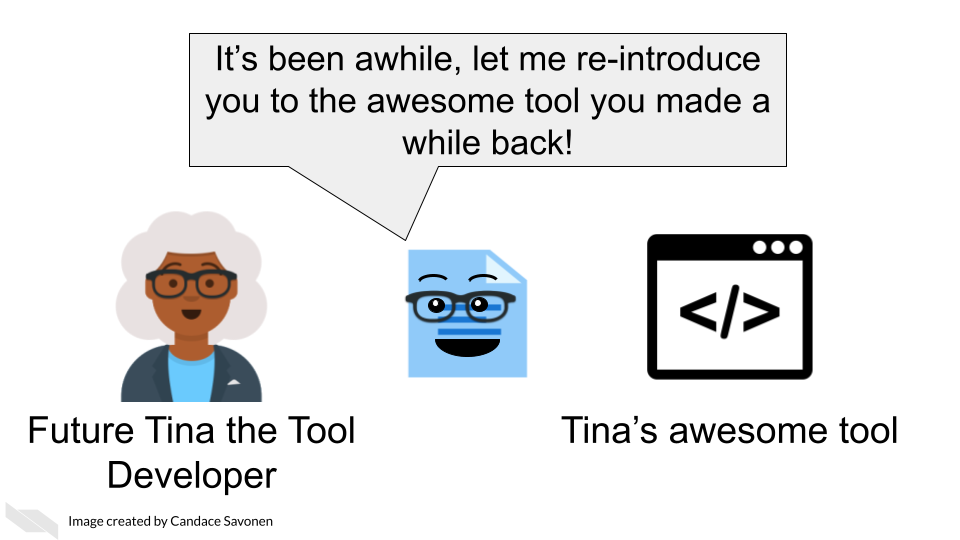 It’s been awhile, let me re-introduce
you to the awesome tool you made a
while back!
</>
Future Tina the Tool
Developer
Tina’s awesome tool
Image created by Candace Savonen